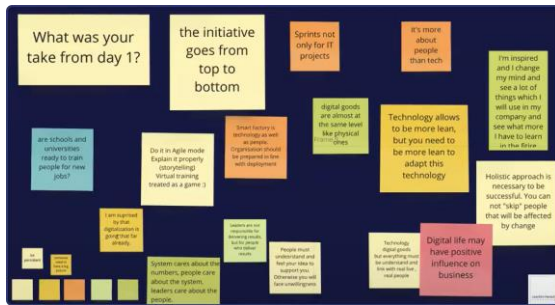 What was your
take from day 1?
the initiative
goes from
top to
bottom
Sprints
not only for IT
projects
it's more
about
people
than tech
I'm inspired
and I change
my mind and
see a lot of
things which I
will use in my
company and
see what more
I have to learn
in the
are schools and
universities
ready to train
people for new
jobs?
Do it in Agile mode
Explain it properly
(storytelling)
Virtual training
treated as a game :)
Smart factory is
technology as well
as people.
Organization should
be prepared in line
with deployment
digital goods
are almost at
the same level
like physical
ones
Technology allows
to be more lean,
but you need to
be more lean to
adapt this
technology
Holistic approach is
necessary to be
successful. You can
not "skip" people
that will be affected
by change
I am suprised by
that
digitalization is
going that far
already.
Leaders are not
responsible for
delivering results,
but for people
who deliver
results
System cares about the
numbers, people care
about the system,
leaders care about the
people.
People must
understand and
feel your idea to
support you.
Otherwise you will
face unwillingness
Technology,
digital goods
but everything must
be understand and
link with real live ,
real people
Digital life may
have positive
influence on
business